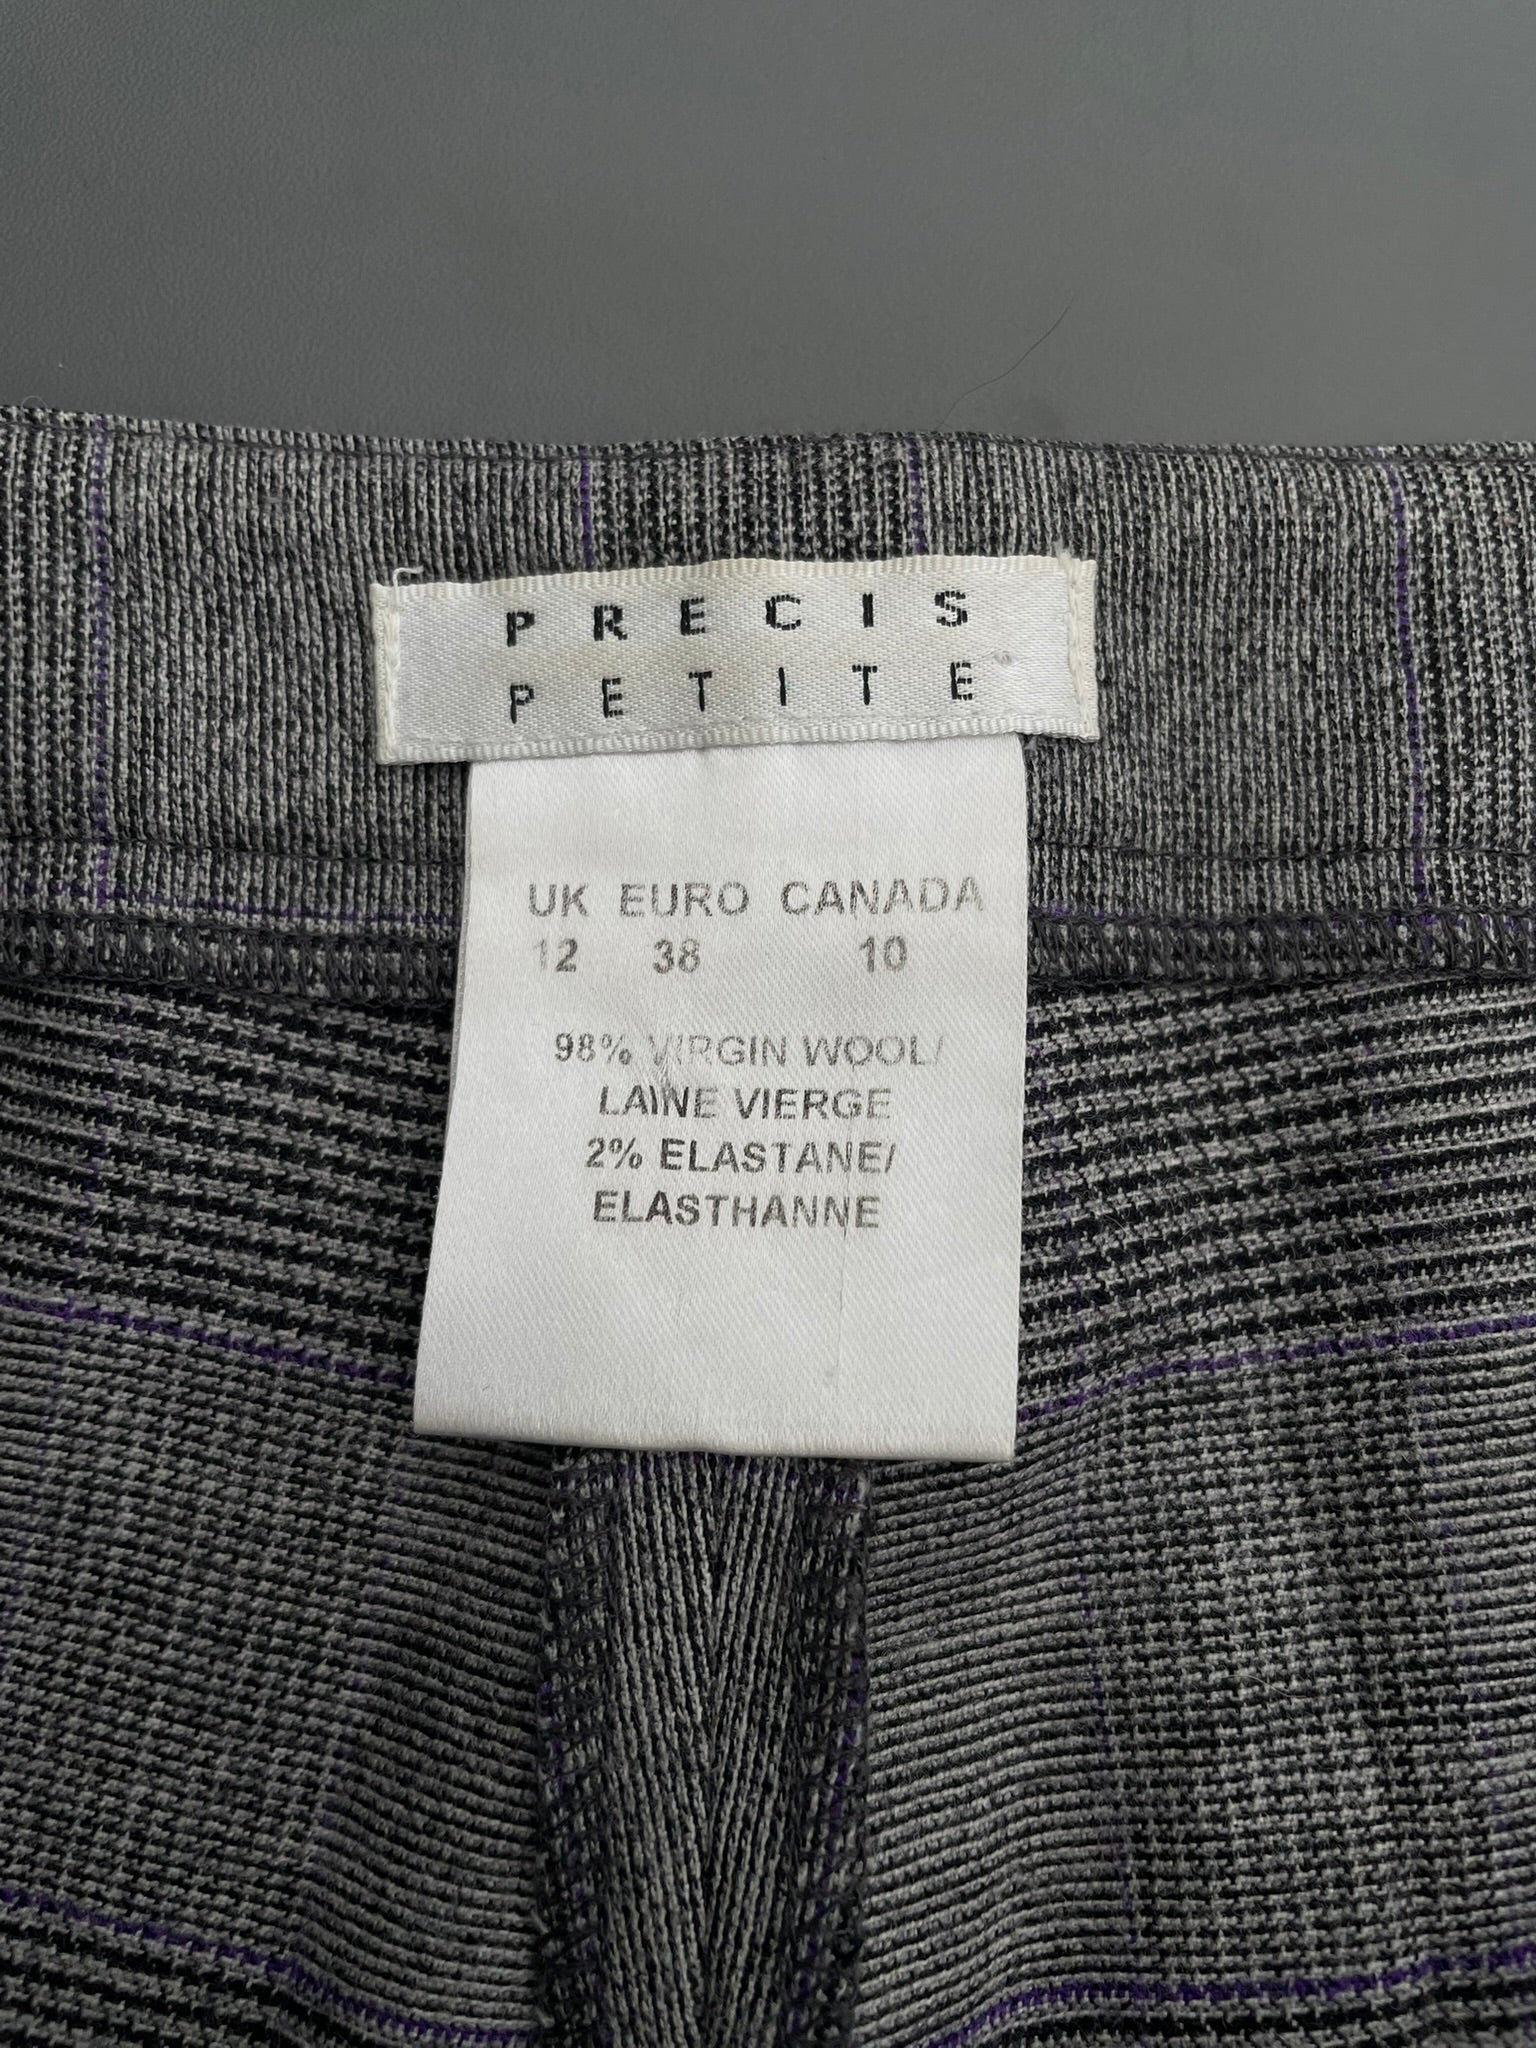 PRECIS
PETITE
UK EURO CANADA
12 38 10
98% VIRGIN WOOL/
LAINE VIERGE
2% ELASTANE/
ELASTHANNE